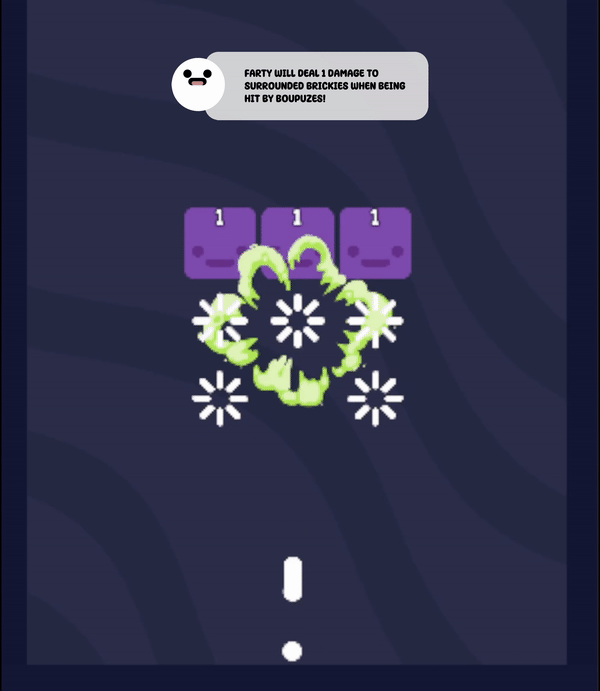 FARTY WILL DEAL 1 DAMAGE TO
SURROUNDED BRICKIES WHEN BEING
HIT BY BOUPUZES!
1 1 1